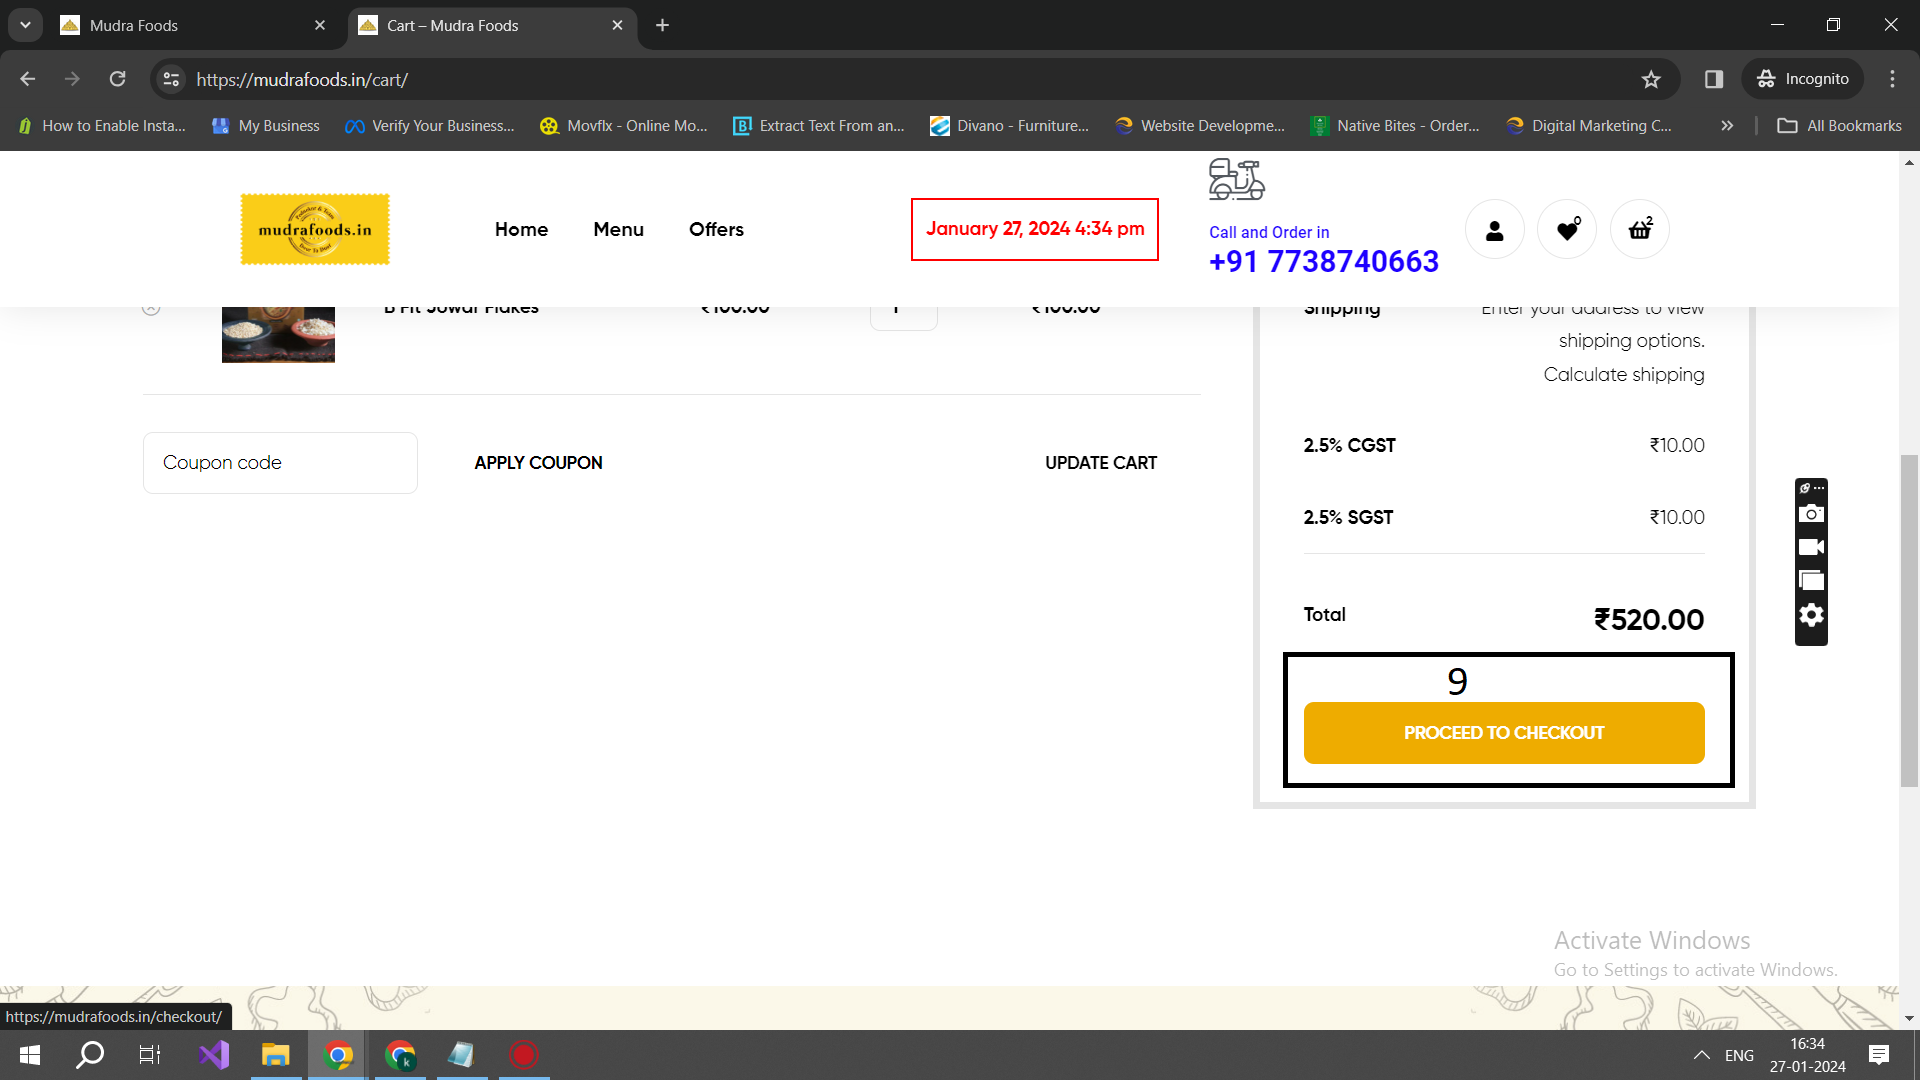 Mudra Foods
Cart – Mudra Foods
https://mudrafoods.in/cart/
Incognito
How to Enable Insta...
My Business
Verify Your Business...
Movflx - Online Mo...
Extract Text From an...
Divano - Furniture...
Website Developme...
Native Bites - Order...
Digital Marketing C...
All Bookmarks
mudrafoods.in
Home
Menu
Offers
January 27, 2024 4:34 pm
Call and Order in
+91 7738740663
0
2
B Fit Jowar Flakes
₹100.00
1
₹100.00
Coupon code
APPLY COUPON
UPDATE CART
Shipping
Enter your address to view
shipping options.
Calculate shipping
2.5% CGST
₹10.00
2.5% SGST
₹10.00
Total
₹520.00
9
PROCEED TO CHECKOUT
Activate Windows
Go to Settings to activate Windows.
https://mudrafoods.in/checkout/
ENG
16:34
27-01-2024